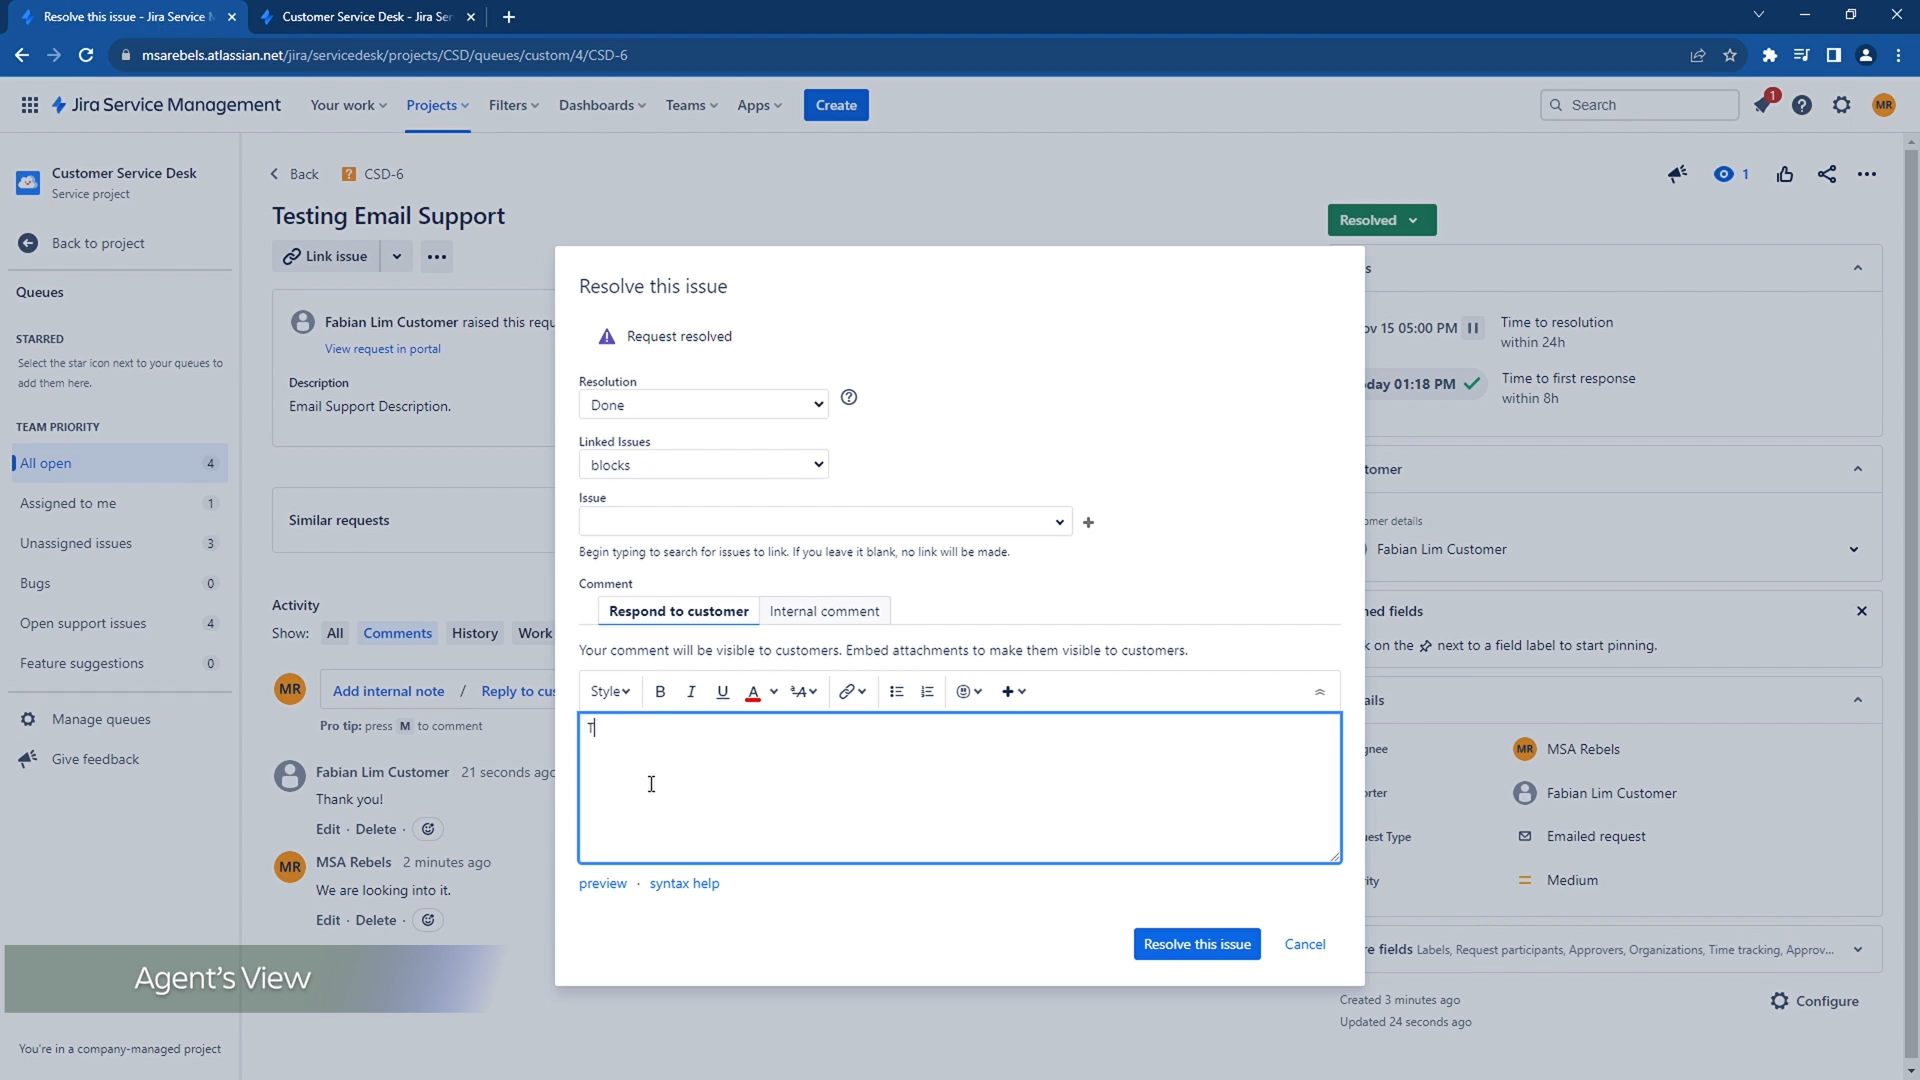 Resolve this issue - Jira Service M
Customer Service Desk - Jira Ser
msarebels.atlassian.net/jira/servicedesk/projects/CSD/queues/custom/4/CSD-6
Jira Service Management
Your work
Projects
Filters
Dashboards
Teams
Apps
Create
Search
1
MR
Customer Service Desk
Service project
Back to project
Queues
STARRED
Select the star icon next to your queues to
add them here.
TEAM PRIORITY
All open 4
Assigned to me 1
Unassigned issues 3
Bugs 0
Open support issues 4
Feature suggestions 0
Manage queues
Give feedback
Agent's View
You're in a company-managed project
Back
CSD-6
1
Testing Email Support
Link issue
Fabian Lim Customer raised this requ
View request in portal
Description
Email Support Description.
Similar requests
Activity
Show: All Comments History Work
MR
Add internal note / Reply to cus
Pro tip: press M to comment
Fabian Lim Customer 21 seconds ago
Thank you!
Edit · Delete ·
MR
MSA Rebels 2 minutes ago
We are looking into it.
Edit · Delete ·
Resolve this issue
Request resolved
Resolution
Done
Linked Issues
blocks
Issue
Begin typing to search for issues to link. If you leave it blank, no link will be made.
Comment
Respond to customer
Internal comment
Your comment will be visible to customers. Embed attachments to make them visible to customers.
Style B I U A ᵃA
T
preview · syntax help
Resolve this issue
Cancel
Resolved
s
ov 15 05:00 PM
Time to resolution
within 24h
day 01:18 PM
Time to first response
within 8h
tomer
omer details
Fabian Lim Customer
ned fields
k on the next to a field label to start pinning.
ails
gnee
MR MSA Rebels
orter
Fabian Lim Customer
uest Type
Emailed request
rity
Medium
re fields Labels, Request participants, Approvers, Organizations, Time tracking, Approv...
Created 3 minutes ago
Updated 24 seconds ago
Configure